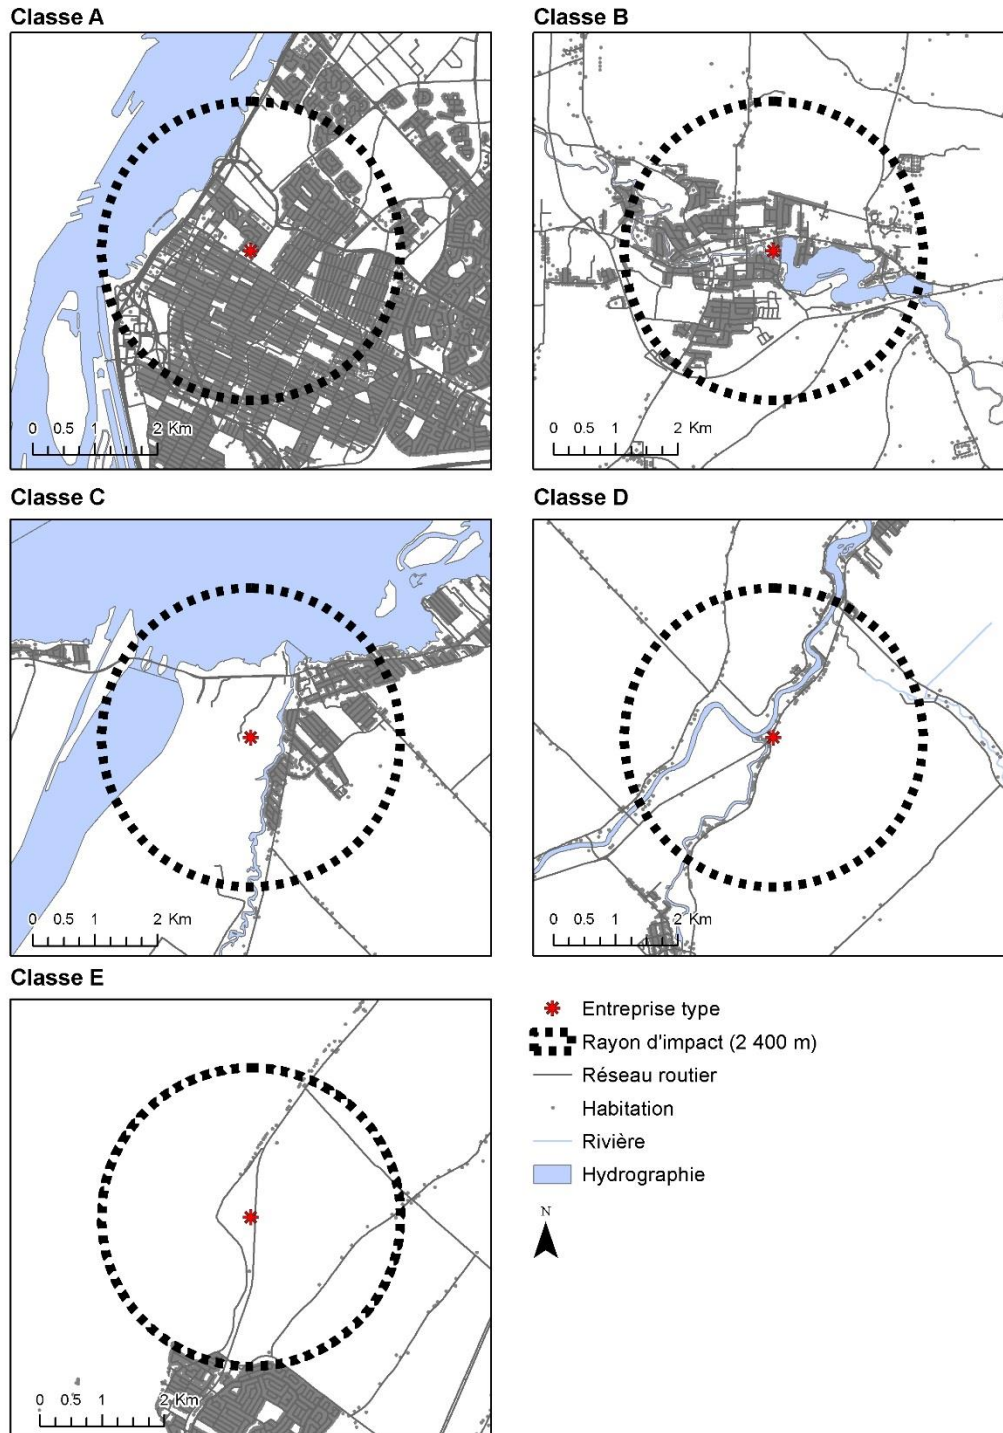 Classe A
0 0.5 1 2 Km
Classe B
0 0.5 1 2 Km
Classe C
0 0.5 1 2 Km
Classe D
0 0.5 1 2 Km
Classe E
0 0.5 1 2 Km
Entreprise type
Rayon d'impact (2 400 m)
Réseau routier
Habitation
Rivière
Hydrographie
N